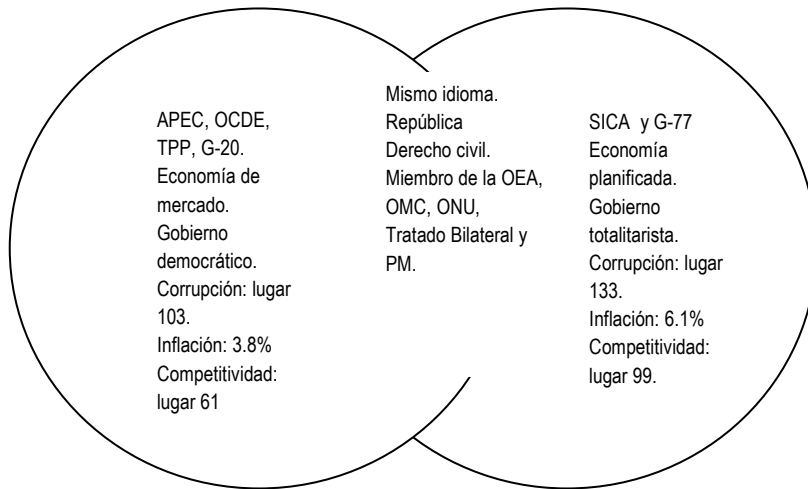 APEC, OCDE,
TPP, G-20.
Economía de
mercado.
Gobierno
democrático.
Corrupción: lugar
103.
Inflación: 3.8%
Competitividad:
lugar 61
Mismo idioma.
República
Derecho civil.
Miembro de la OEA,
OMC, ONU,
Tratado Bilateral y
PM.
SICA y G-77
Economía
planificada.
Gobierno
totalitarista.
Corrupción: lugar
133.
Inflación: 6.1%
Competitividad:
lugar 99.